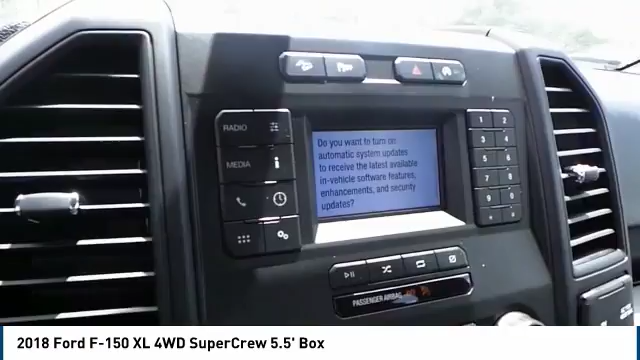 RADIO
MEDIA
Do you want to turn on
automatic system updates
to receive the latest available
in-vehicle software features,
enhancements, and security
updates?
1 2
3 4
5 6
7 8
9 0
* #
PASSENGER AIRBAG
2018 Ford F-150 XL 4WD SuperCrew 5.5' Box